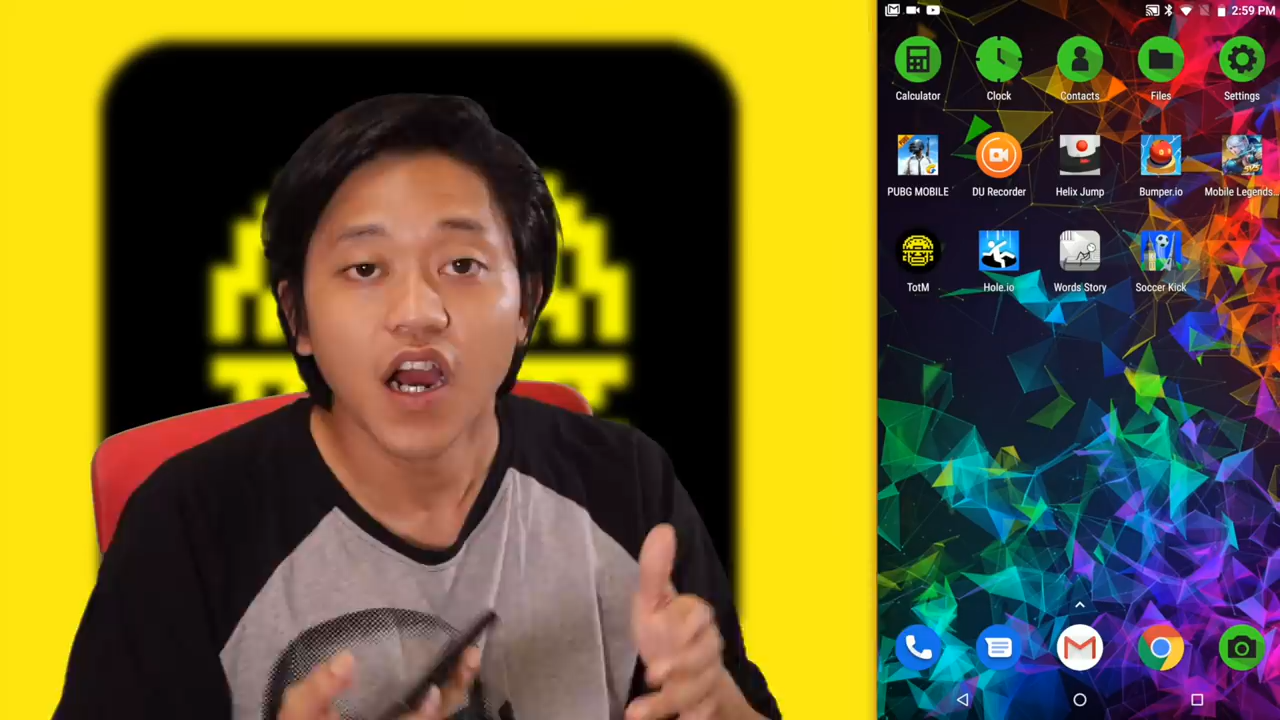 2:59 PM
Calculator
Clock
Contacts
Files
Settings
PUBG MOBILE
DU Recorder
Helix Jump
Bumper.io
Mobile Legends...
TotM
Hole.io
Words Story
Soccer Kick